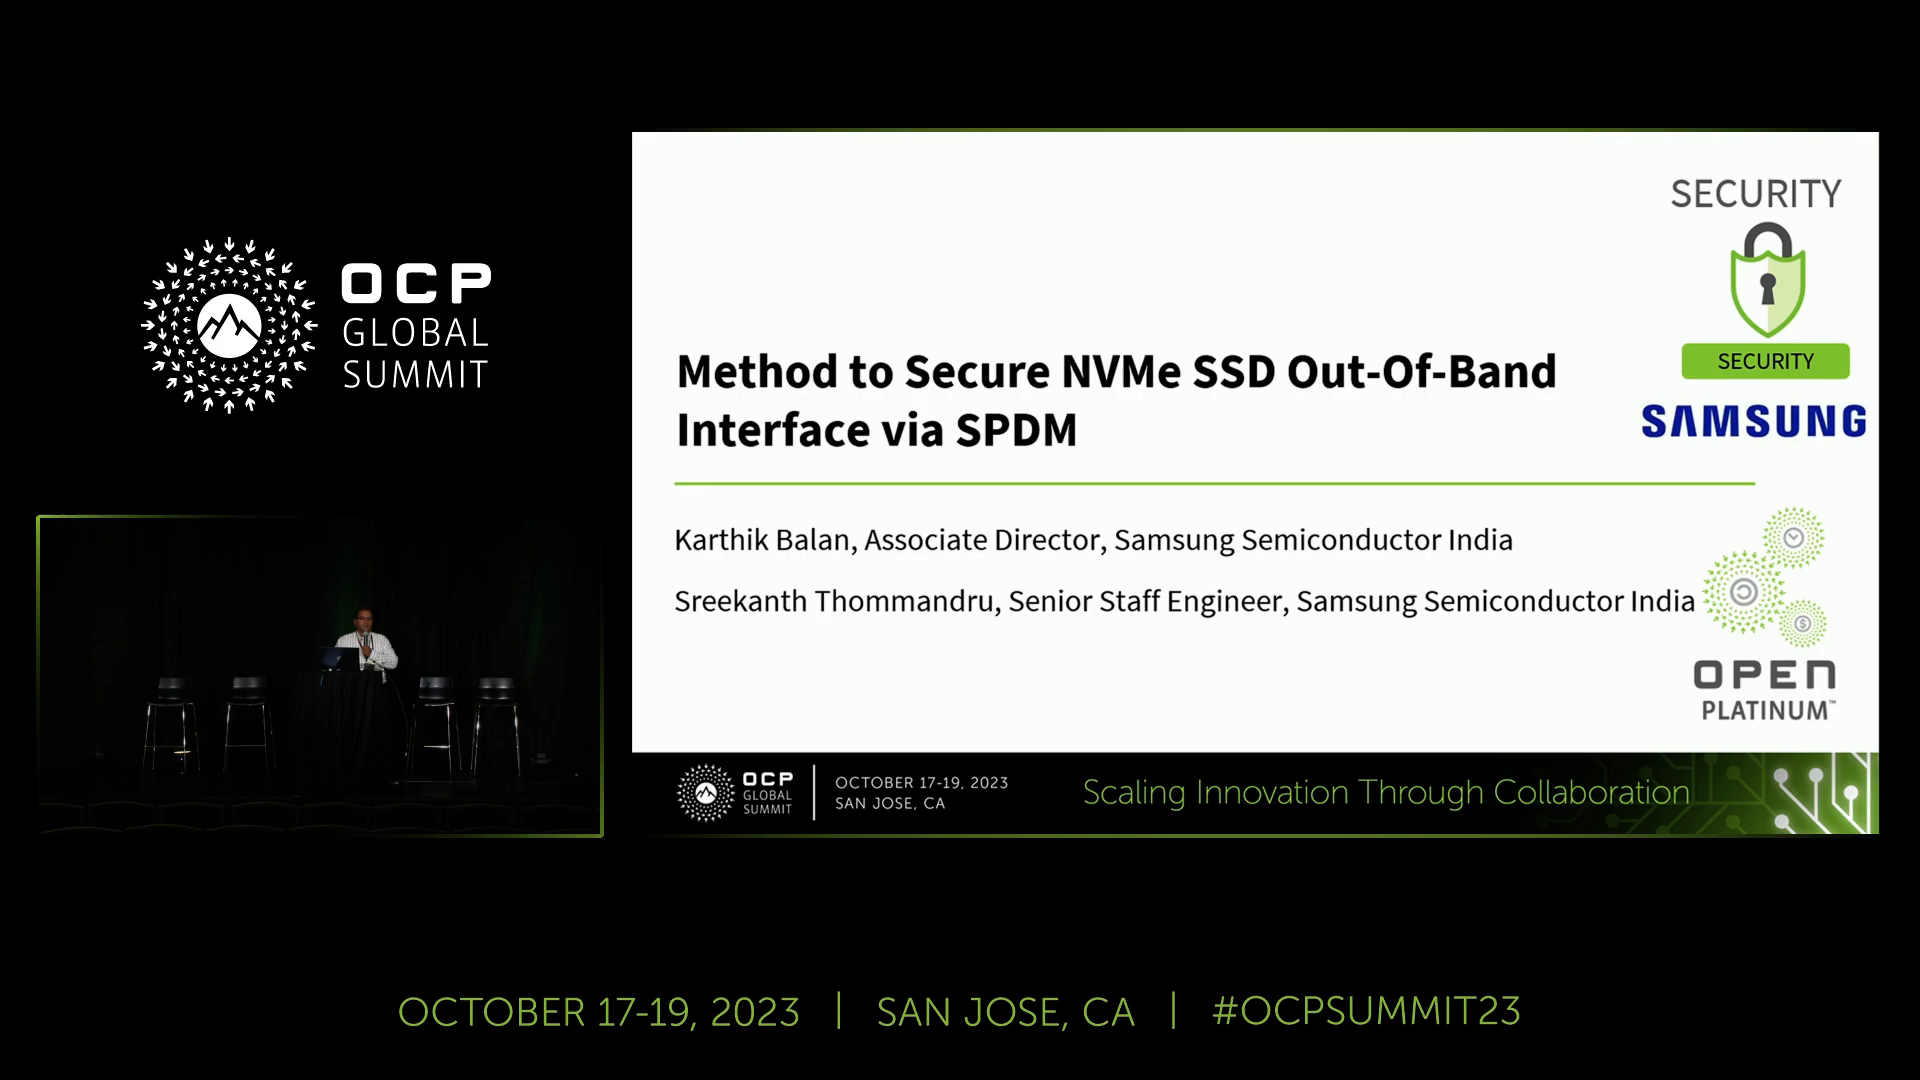 OCP
GLOBAL
SUMMIT
SECURITY
SECURITY
SAMSUNG
Method to Secure NVMe SSD Out-Of-Band
Interface via SPDM
Karthik Balan, Associate Director, Samsung Semiconductor India
Sreekanth Thommandru, Senior Staff Engineer, Samsung Semiconductor India
OPEN
PLATINUM™
OCP
GLOBAL
SUMMIT
OCTOBER 17-19, 2023
SAN JOSE, CA
Scaling Innovation Through Collaboration
OCTOBER 17-19, 2023 | SAN JOSE, CA | #OCPSUMMIT23